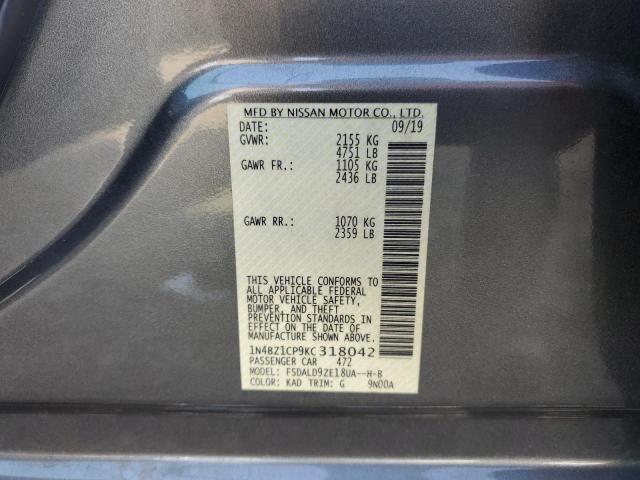 MFD BY NISSAN MOTOR CO., LTD.
DATE: 09/19
GVWR: 2155 KG
4751 LB
GAWR FR.: 1105 KG
2436 LB
GAWR RR.: 1070 KG
2359 LB
THIS VEHICLE CONFORMS TO
ALL APPLICABLE FEDERAL
MOTOR VEHICLE SAFETY,
BUMPER, AND THEFT
PREVENTION STANDARDS
IN EFFECT ON THE DATE OF
MANUFACTURE SHOWN ABOVE.
1N4BZ1CP9KC318042
PASSENGER CAR 472
MODEL: FSDALD9ZE18UA--H-B
COLOR: KAD TRIM: G 9N00A